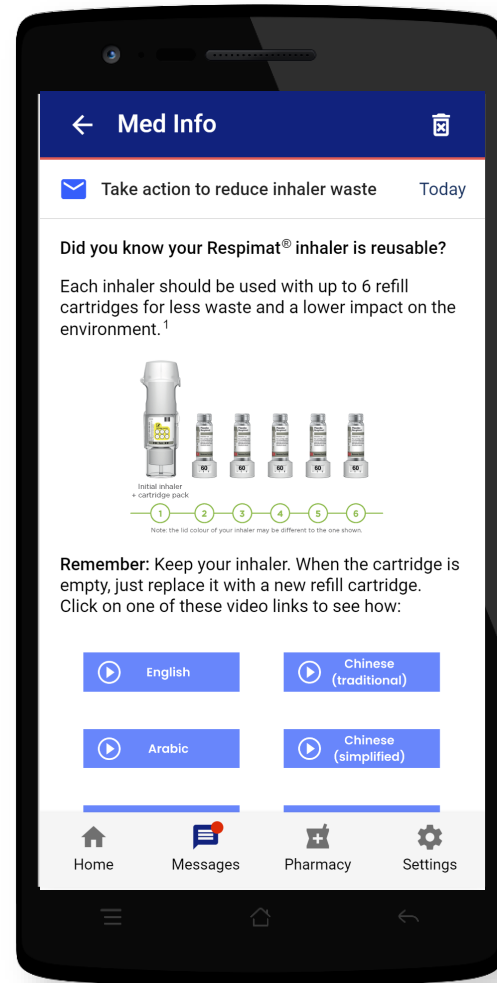 Med Info
Take action to reduce inhaler waste Today
Did you know your Respimat® inhaler is reusable?
Each inhaler should be used with up to 6 refill
cartridges for less waste and a lower impact on the
environment.¹
60 60 60 60 60
Initial inhaler
+ cartridge pack
1 2 3 4 5 6
Note: the lid colour of your inhaler may be different to the one shown.
Remember: Keep your inhaler. When the cartridge is
empty, just replace it with a new refill cartridge.
Click on one of these video links to see how:
English
Chinese
(traditional)
Arabic
Chinese
(simplified)
Home Messages Pharmacy Settings